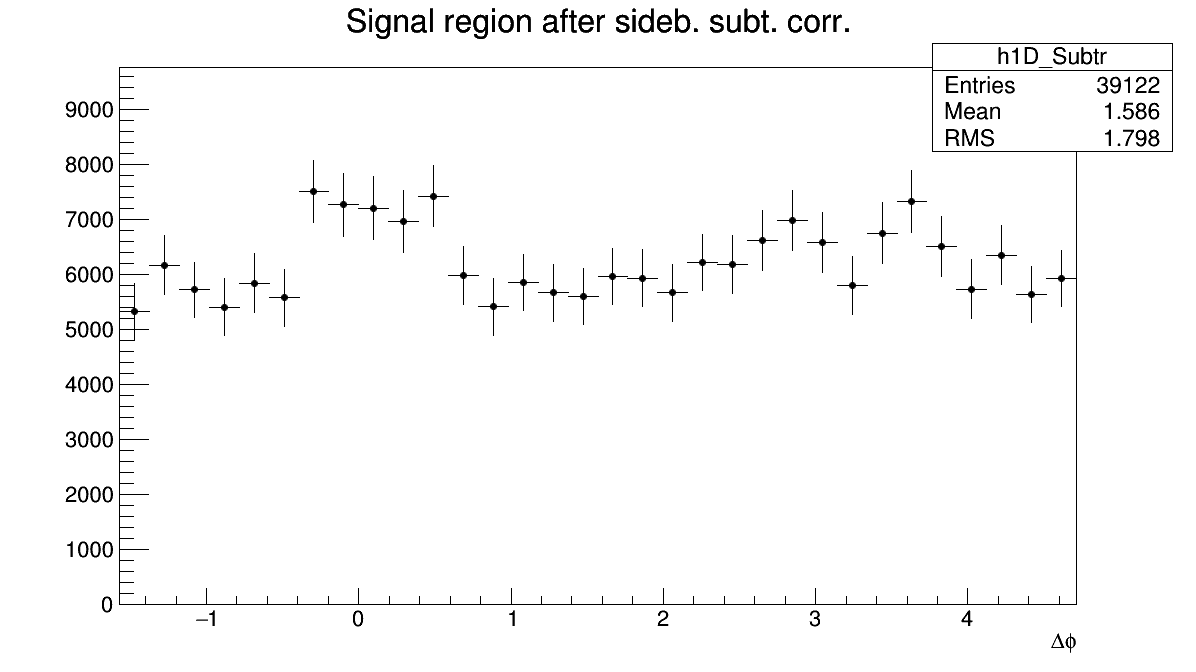 Signal region after sideb. subt. corr.
h1D_Subtr
Entries 39122
Mean 1.586
RMS 1.798
9000
8000
7000
6000
5000
4000
3000
2000
1000
0
−1 0 1 2 3 4
Δϕ